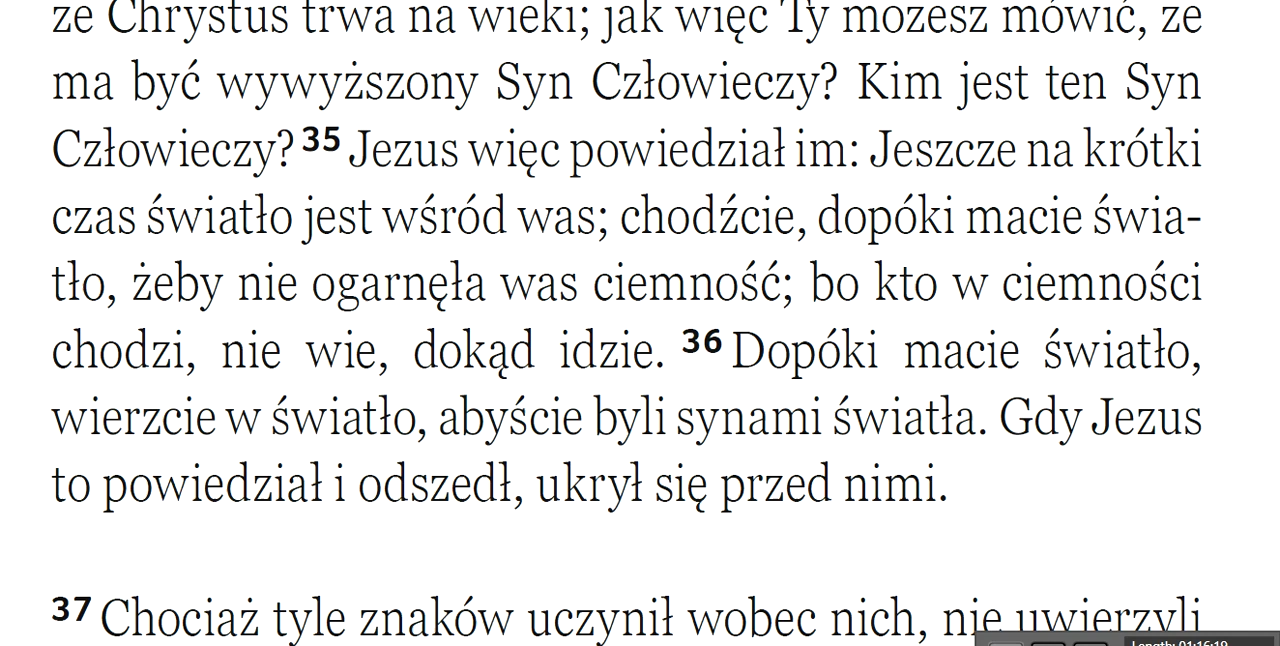 że Chrystus trwa na wieki; jak więc Ty możesz mówić, że
ma być wywyższony Syn Człowieczy? Kim jest ten Syn
Człowieczy? 35 Jezus więc powiedział im: Jeszcze na krótki
czas światło jest wśród was; chodźcie, dopóki macie świa-
tło, żeby nie ogarnęła was ciemność; bo kto w ciemności
chodzi, nie wie, dokąd idzie. 36 Dopóki macie światło,
wierzcie w światło, abyście byli synami światła. Gdy Jezus
to powiedział i odszedł, ukrył się przed nimi.
37 Chociaż tyle znaków uczynił wobec nich, nie uwierzyli
Length: 01:16:19